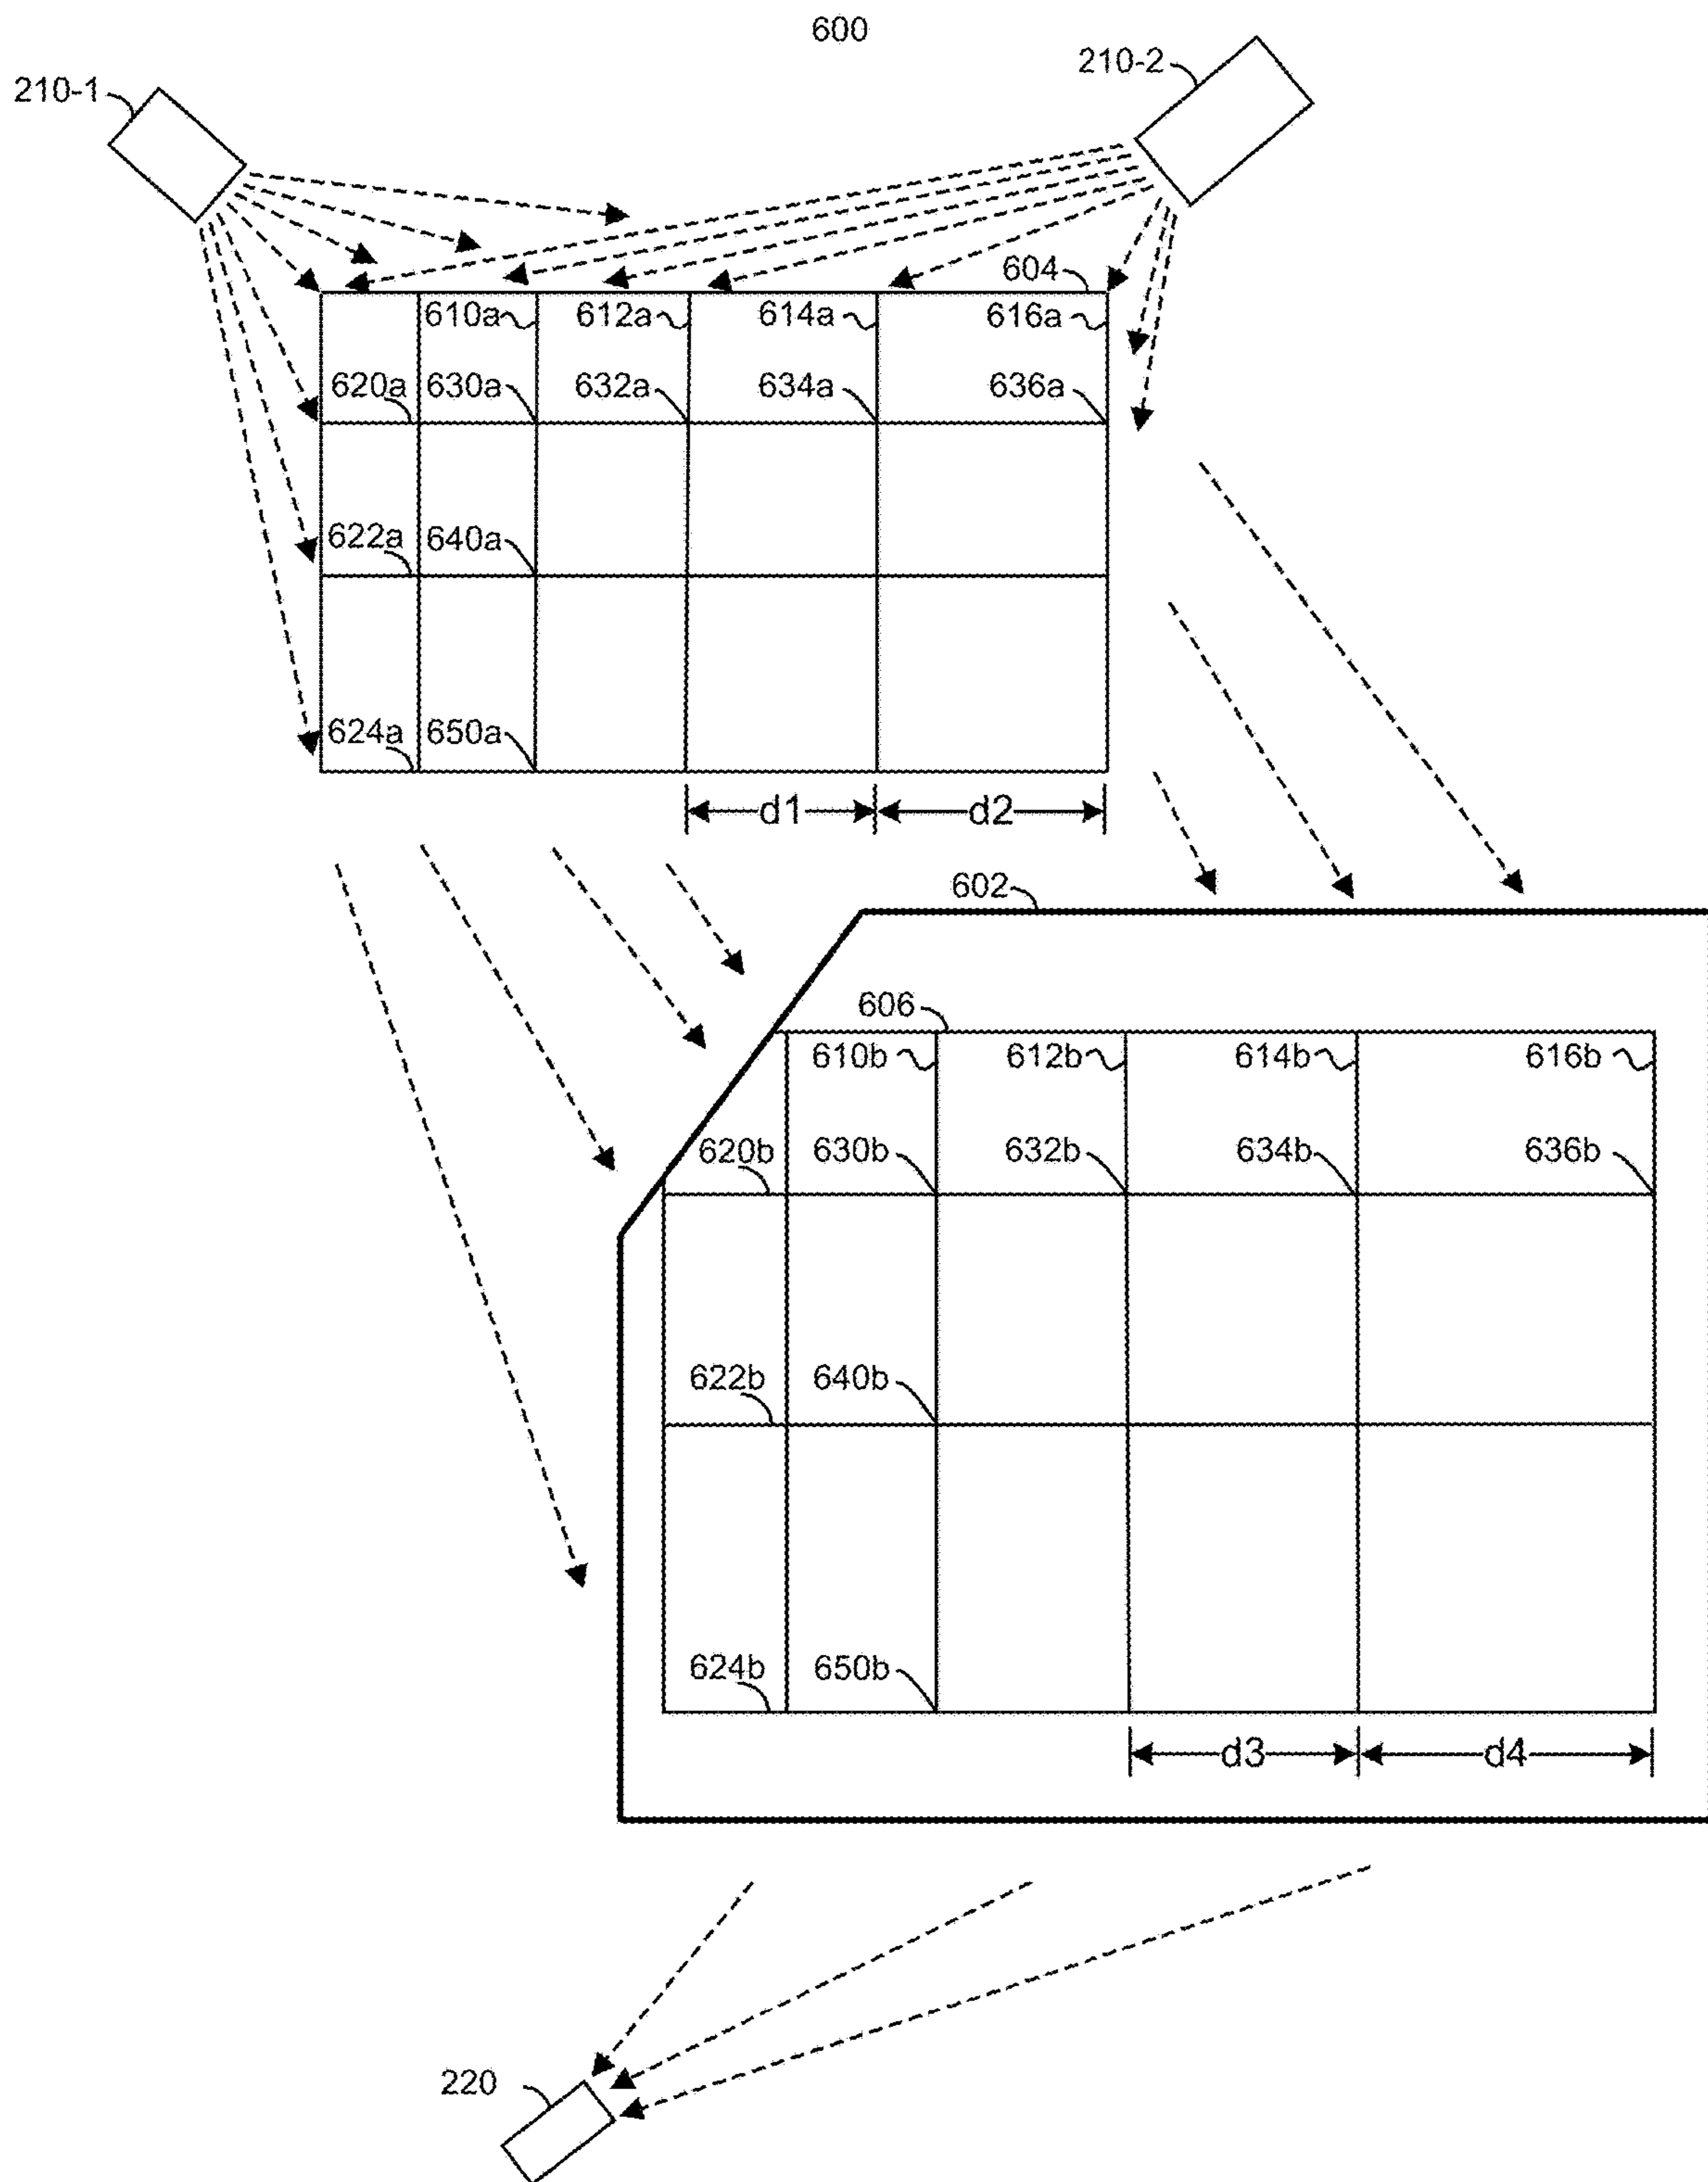 600
210-1
210-2
604
610a 612a 614a 616a
620a 630a 632a 634a 636a
622a 640a
624a 650a
d1 d2
602
606
610b 612b 614b 616b
620b 630b 632b 634b 636b
622b 640b
624b 650b
d3 d4
220